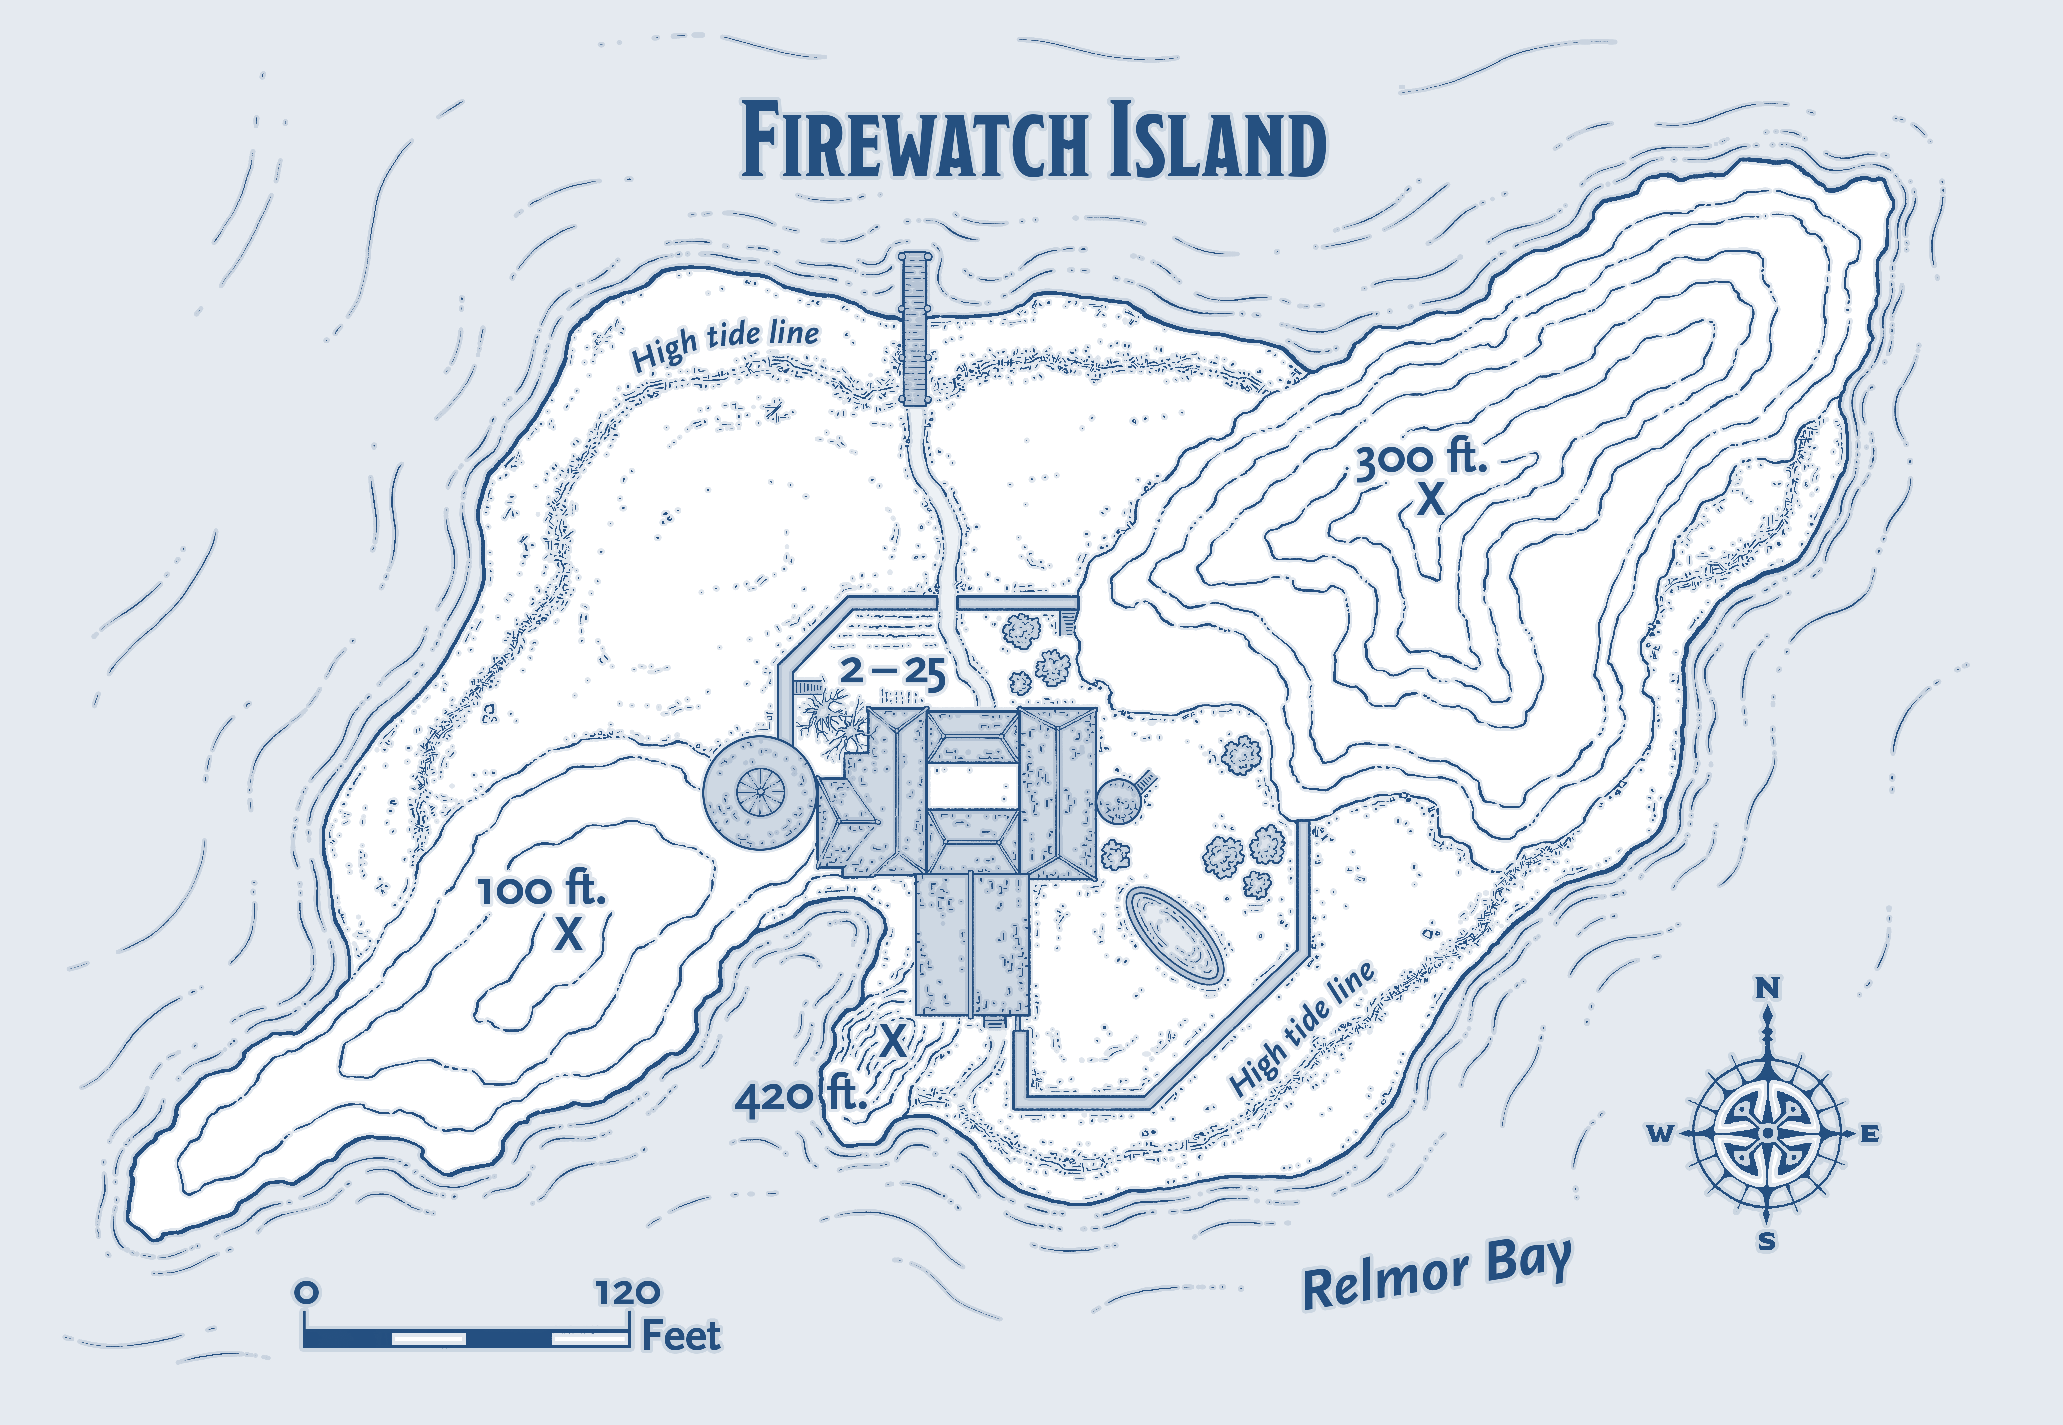 FIREWATCH ISLAND
High tide line
300 ft.
X
2 – 25
100 ft.
X
X
420 ft.
High tide line
N
W
E
S
Relmor Bay
0
120
Feet